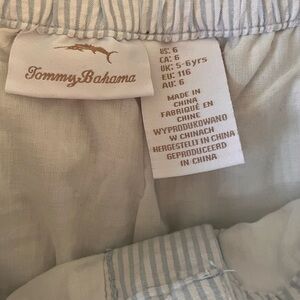 Tommy Bahama
US: 6
CA: 6
UK: 5-6yrs
EU: 116
AU: 6
MADE IN
CHINA
FABRIQUÉ EN
CHINE
WYPRODUKOWANO
W CHINACH
HERGESTELLT IN CHINA
GEPRODUCEERD
IN CHINA